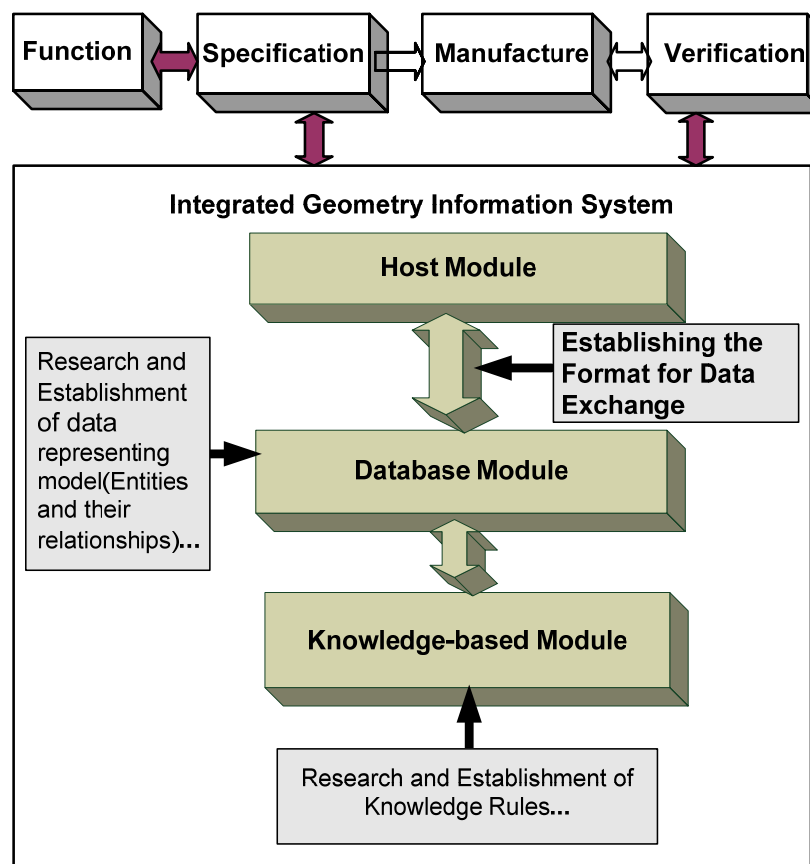 Function
Specification
Manufacture
Verification
Integrated Geometry Information System
Host Module
Establishing the
Format for Data
Exchange
Research and
Establishment
of data
representing
model(Entities
and their
relationships)...
Database Module
Knowledge-based Module
Research and Establishment of
Knowledge Rules...